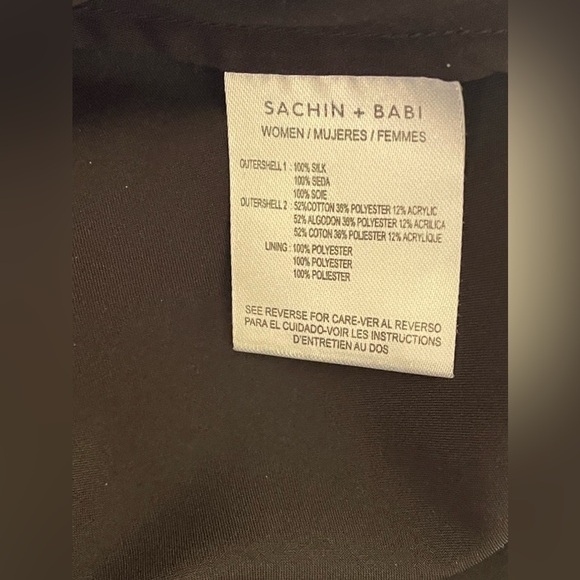 SACHIN + BABI
WOMEN / MUJERES / FEMMES
OUTERSHELL 1 : 100% SILK
100% SEDA
100% SOIE
OUTERSHELL 2 : 52%COTTON 36% POLYESTER 12% ACRYLIC
52% ALGODON 36% POLYESTER 12% ACRILICA
52% COTON 36% POLIESTER 12% ACRYLIQUE
LINING : 100% POLYESTER
100% POLYESTER
100% POLIESTER
SEE REVERSE FOR CARE-VER AL REVERSO
PARA EL CUIDADO-VOIR LES INSTRUCTIONS
D'ENTRETIEN AU DOS